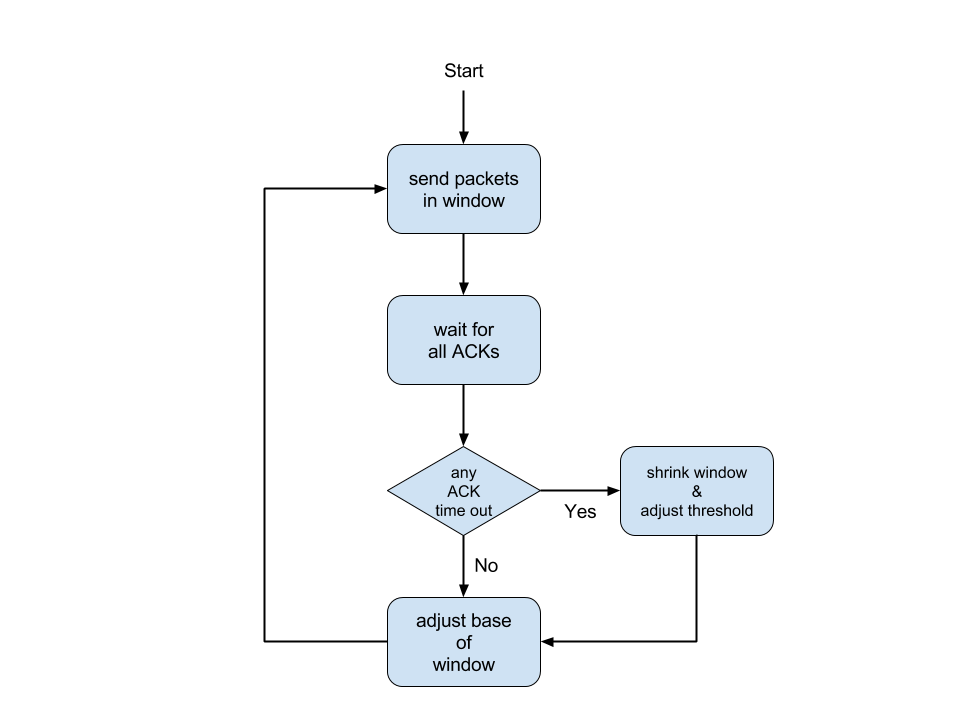 Start
send packets
in window
wait for
all ACKs
any
ACK
time out
Yes
shrink window
&
adjust threshold
No
adjust base
of
window